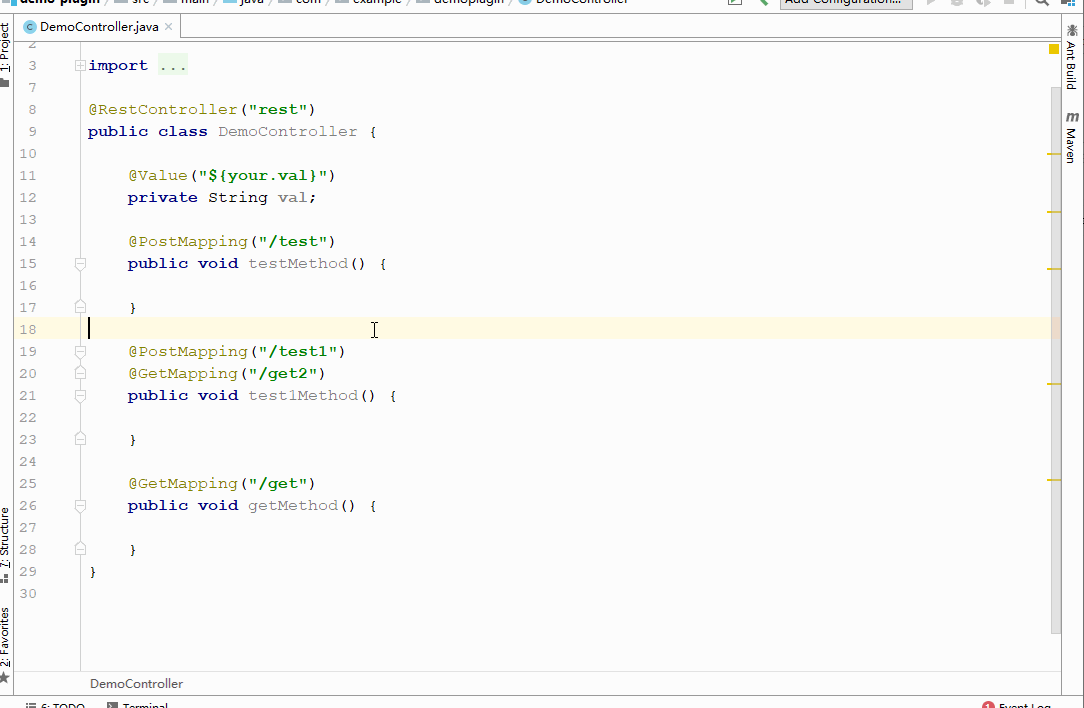 demo-plugin src main java com example demoplugin DemoController Add Configuration...
DemoController.java
1: Project
7: Structure
2: Favorites
Ant Build
Maven
2
3 import ...
7
8 @RestController("rest")
9 public class DemoController {
10
11 @Value("${your.val}")
12 private String val;
13
14 @PostMapping("/test")
15 public void testMethod() {
16
17 }
18
19 @PostMapping("/test1")
20 @GetMapping("/get2")
21 public void test1Method() {
22
23 }
24
25 @GetMapping("/get")
26 public void getMethod() {
27
28 }
29 }
30
DemoController
6: TODO Terminal 1 Event Log